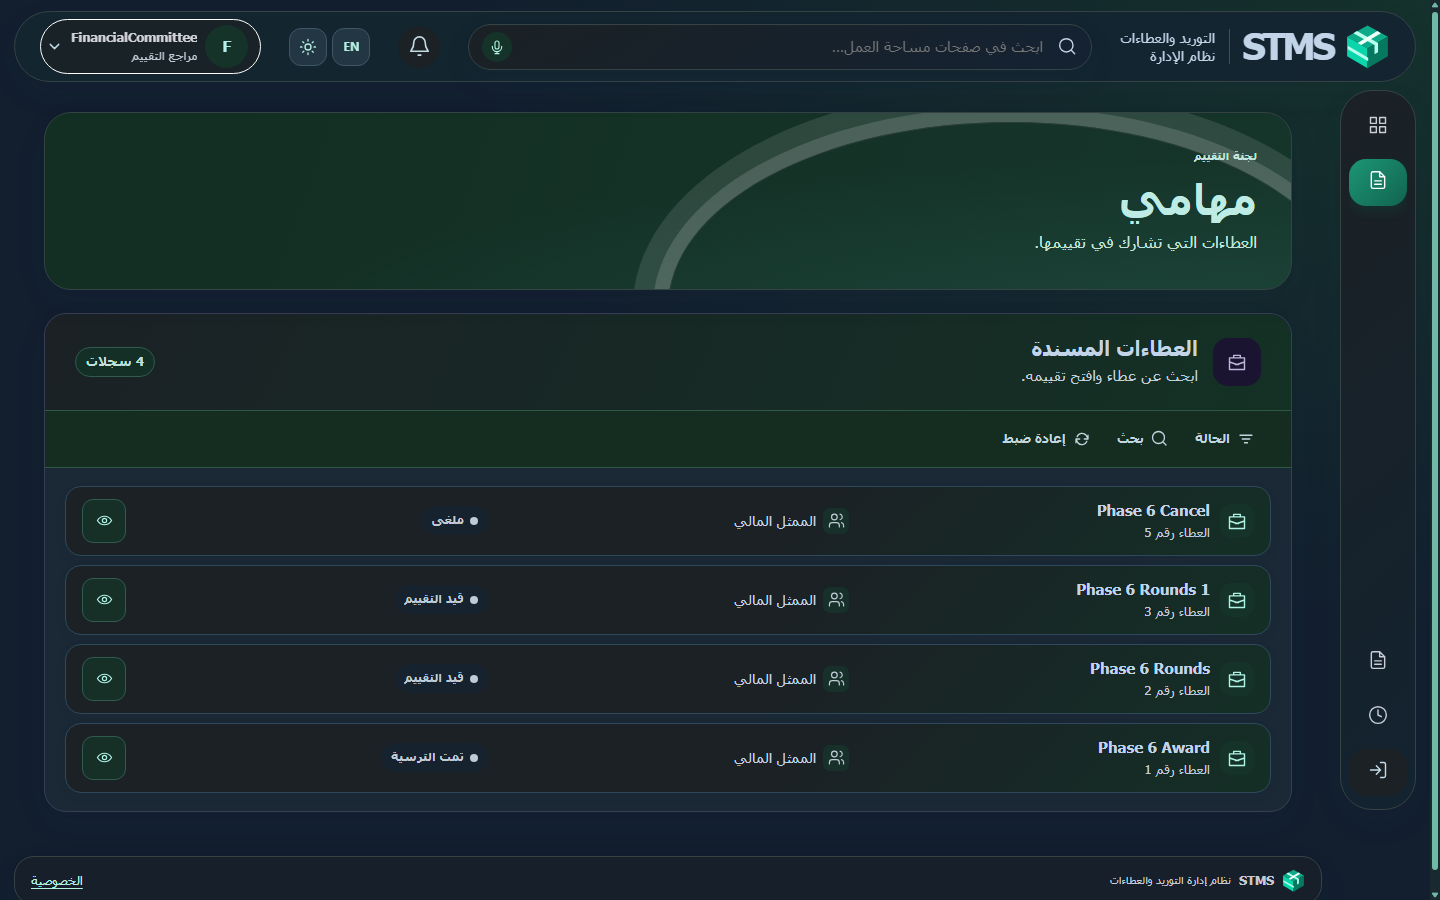 STMS
التوريد والعطاءات
نظام الإدارة
ابحث في صفحات مساحة العمل...
EN
F
FinancialCommittee
مراجع التقييم
لجنة التقييم
مهامي
العطاءات التي تشارك في تقييمها.
العطاءات المسندة
ابحث عن عطاء وافتح تقييمه.
4 سجلات
الحالة
بحث
إعادة ضبط
Phase 6 Cancel
العطاء رقم 5
الممثل المالي
ملغى
Phase 6 Rounds 1
العطاء رقم 3
الممثل المالي
قيد التقييم
Phase 6 Rounds
العطاء رقم 2
الممثل المالي
قيد التقييم
Phase 6 Award
العطاء رقم 1
الممثل المالي
تمت الترسية
STMS نظام إدارة التوريد والعطاءات
الخصوصية